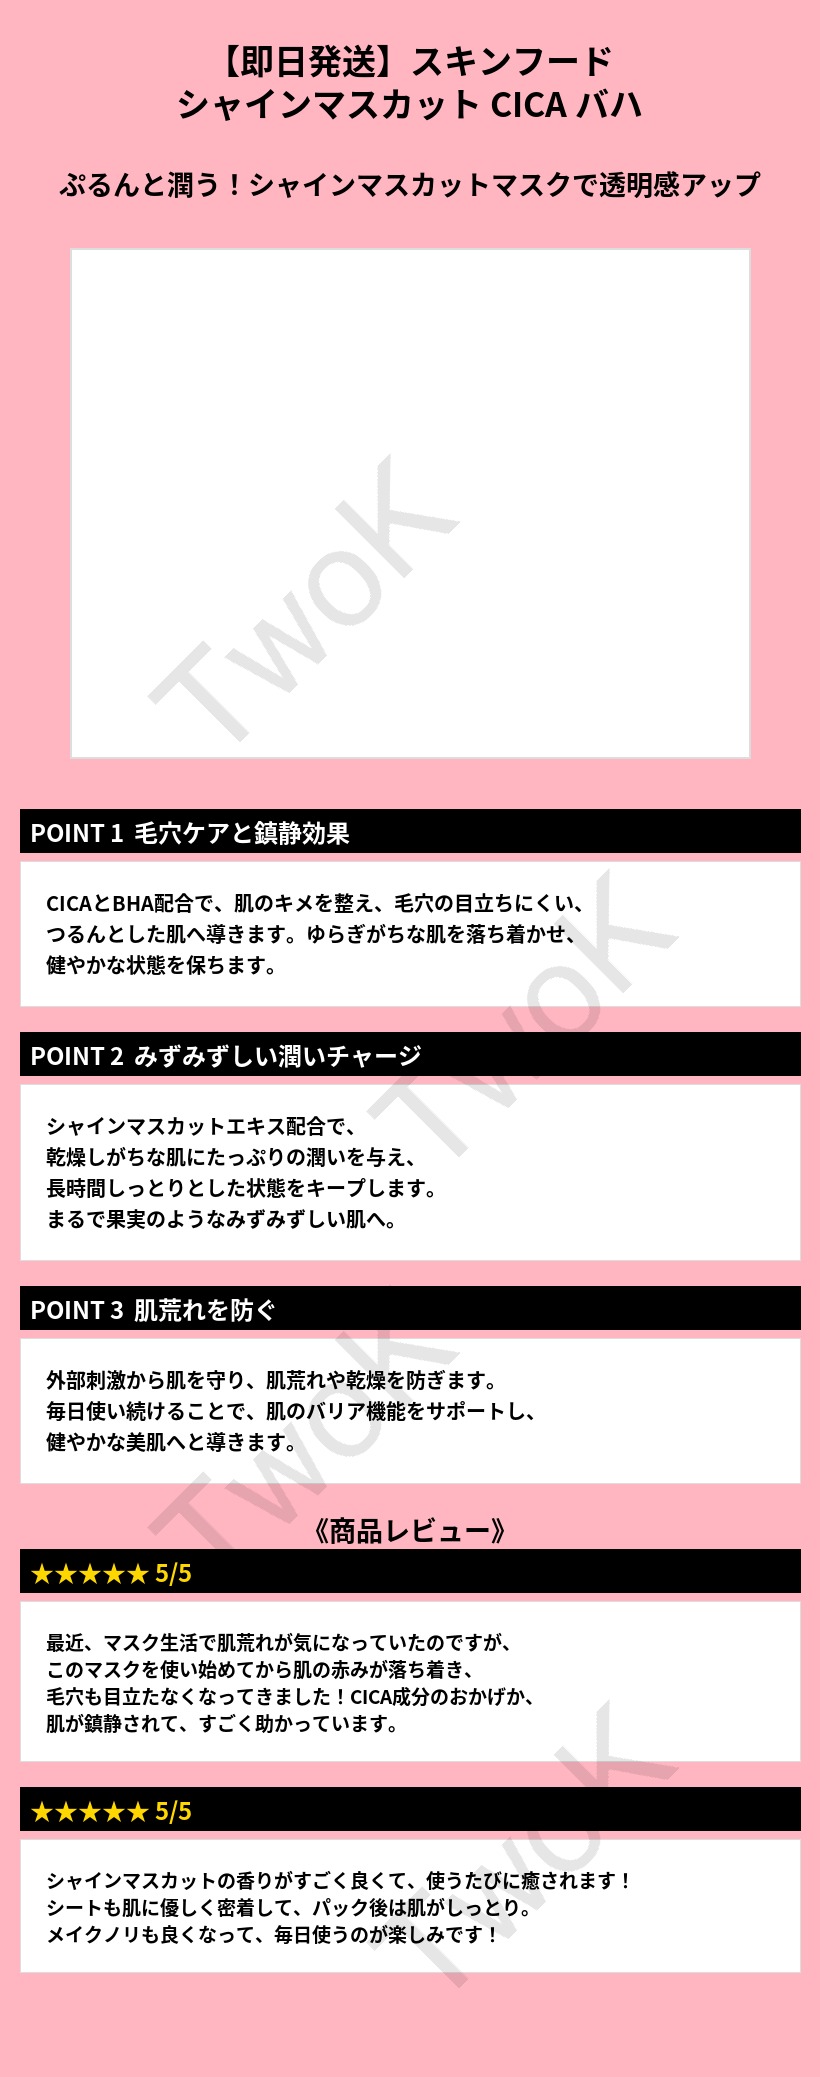 【即日発送】スキンフード
シャインマスカット CICA バハ
ぷるんと潤う！シャインマスカットマスクで透明感アップ
TwoK
POINT 1 毛穴ケアと鎮静効果
CICAとBHA配合で、肌のキメを整え、毛穴の目立ちにくい、
つるんとした肌へ導きます。ゆらぎがちな肌を落ち着かせ、
健やかな状態を保ちます。
TwoK
POINT 2 みずみずしい潤いチャージ
シャインマスカットエキス配合で、
乾燥しがちな肌にたっぷりの潤いを与え、
長時間しっとりとした状態をキープします。
まるで果実のようなみずみずしい肌へ。
POINT 3 肌荒れを防ぐ
外部刺激から肌を守り、肌荒れや乾燥を防ぎます。
毎日使い続けることで、肌のバリア機能をサポートし、
健やかな美肌へと導きます。
TwoK
《商品レビュー》
★★★★★ 5/5
最近、マスク生活で肌荒れが気になっていたのですが、
このマスクを使い始めてから肌の赤みが落ち着き、
毛穴も目立たなくなってきました！CICA成分のおかげか、
肌が鎮静されて、すごく助かっています。
★★★★★ 5/5
シャインマスカットの香りがすごく良くて、使うたびに癒されます！
シートも肌に優しく密着して、パック後は肌がしっとり。
メイクノリも良くなって、毎日使うのが楽しみです！
TwoK